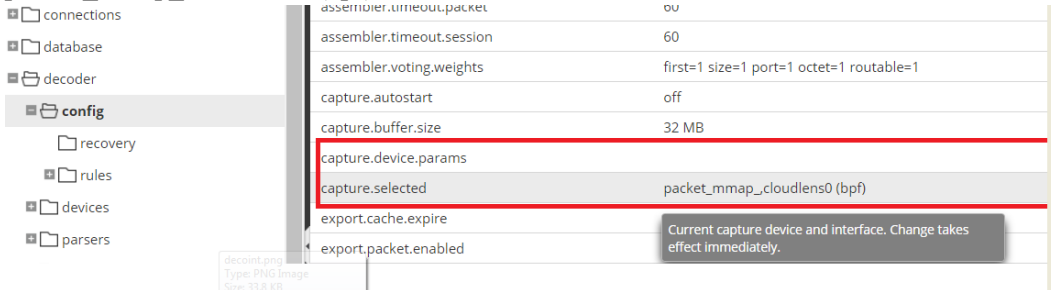 connections
database
decoder
config
recovery
rules
devices
parsers
assembler.timeout.packet 60
assembler.timeout.session 60
assembler.voting.weights first=1 size=1 port=1 octet=1 routable=1
capture.autostart off
capture.buffer.size 32 MB
capture.device.params
capture.selected packet_mmap_,cloudlens0 (bpf)
export.cache.expire
export.packet.enabled
Current capture device and interface. Change takes
effect immediately.
decoint.png
Type: PNG Image
Size: 33.8 KB